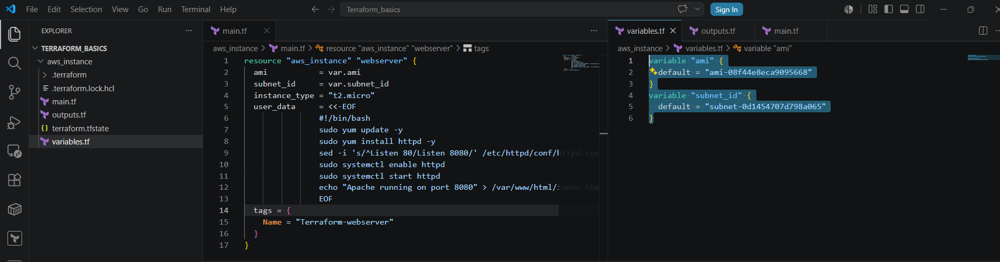 File Edit Selection View Go Run Terminal Help
Terraform_basics
Sign In
EXPLORER
TERRAFORM_BASICS
aws_instance
.terraform
.terraform.lock.hcl
main.tf
outputs.tf
{} terraform.tfstate
variables.tf
main.tf
aws_instance > main.tf > resource "aws_instance" "webserver" > tags
1 resource "aws_instance" "webserver" {
2 ami = var.ami
3 subnet_id = var.subnet_id
4 instance_type = "t2.micro"
5 user_data = <<-EOF
6 #!/bin/bash
7 sudo yum update -y
8 sudo yum install httpd -y
9 sed -i 's/^Listen 80/Listen 8080/' /etc/httpd/conf/httpd.con
10 sudo systemctl enable httpd
11 sudo systemctl start httpd
12 echo "Apache running on port 8080" > /var/www/html/index.htm
13 EOF
14 tags = {
15 Name = "Terraform-webserver"
16 }
17 }
variables.tf outputs.tf main.tf
aws_instance > variables.tf > variable "ami"
1 variable "ami" {
2 default = "ami-08f44e8eca9095668"
3 }
4 variable "subnet_id" {
5 default = "subnet-0d1454707d798a065"
6 }